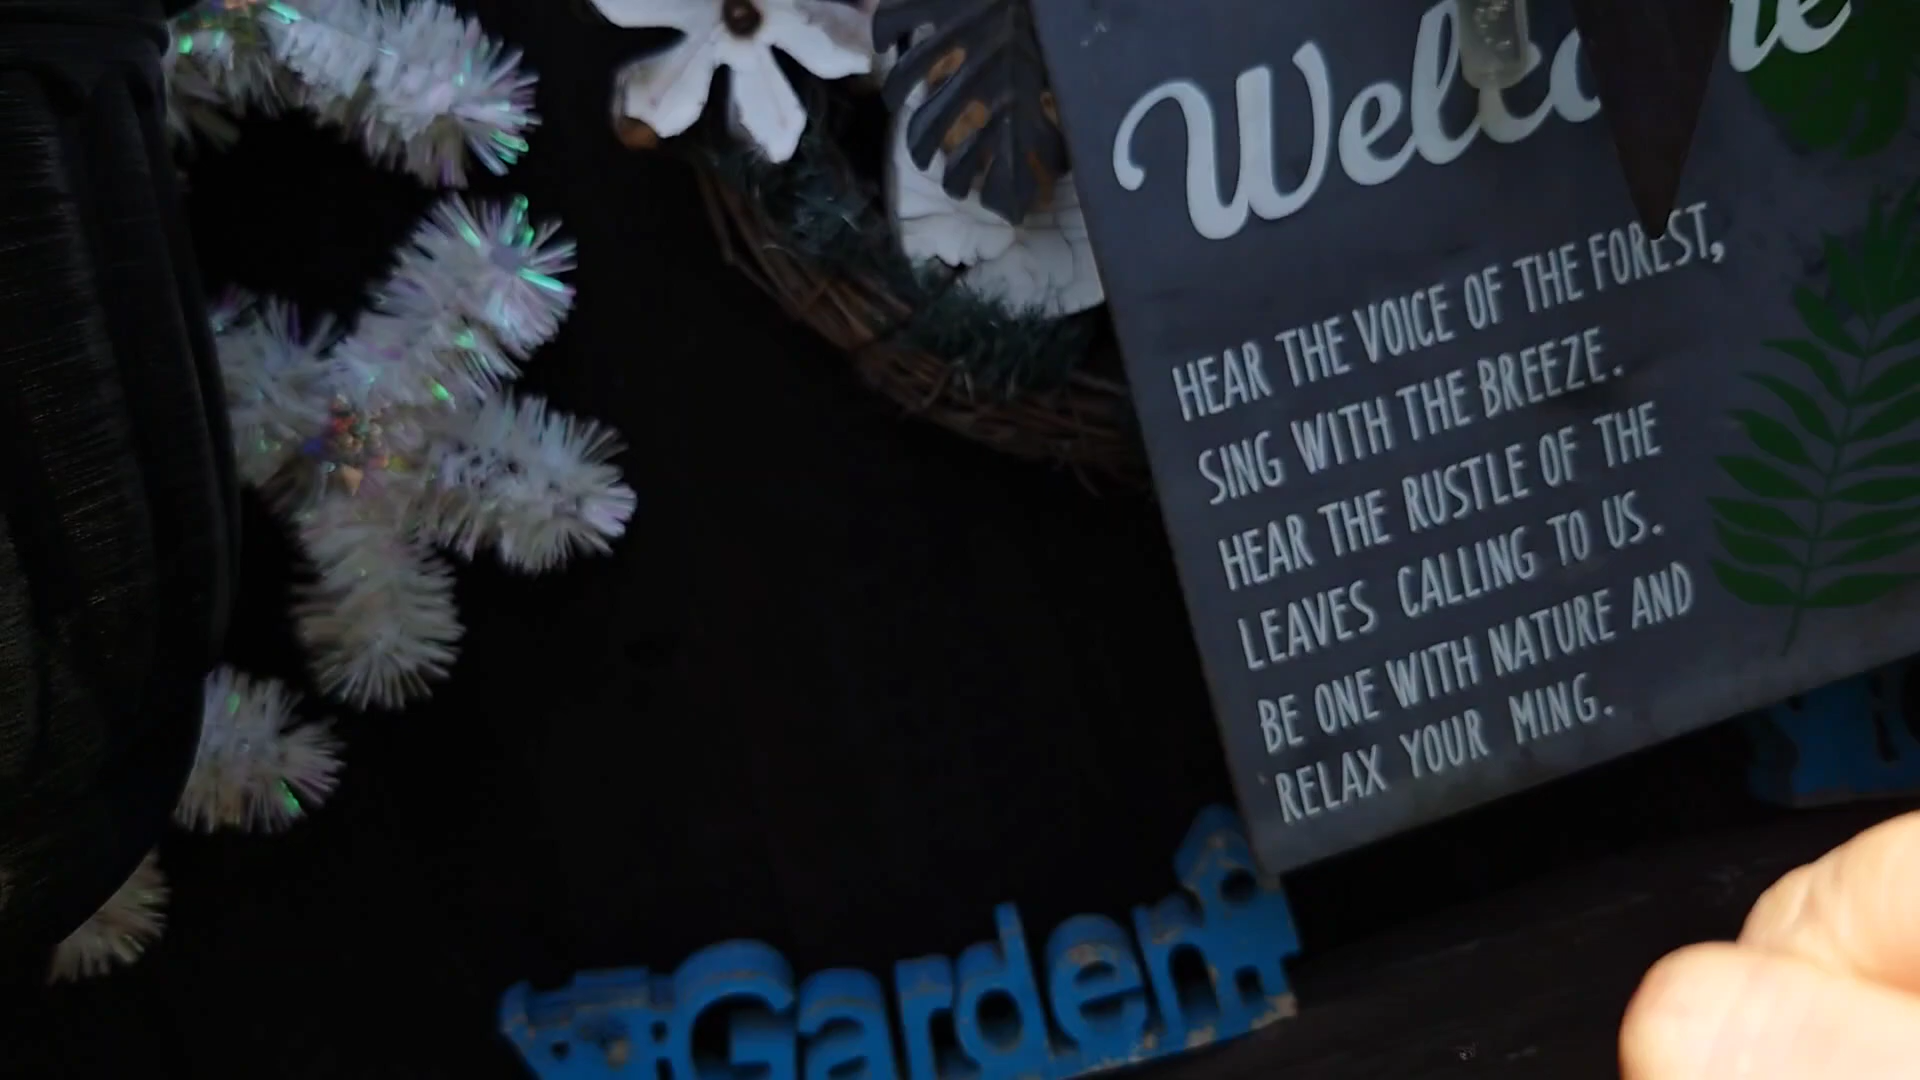 Welcome
HEAR THE VOICE OF THE FOREST,
SING WITH THE BREEZE.
HEAR THE RUSTLE OF THE
LEAVES CALLING TO US.
BE ONE WITH NATURE AND
RELAX YOUR MING.
Garden